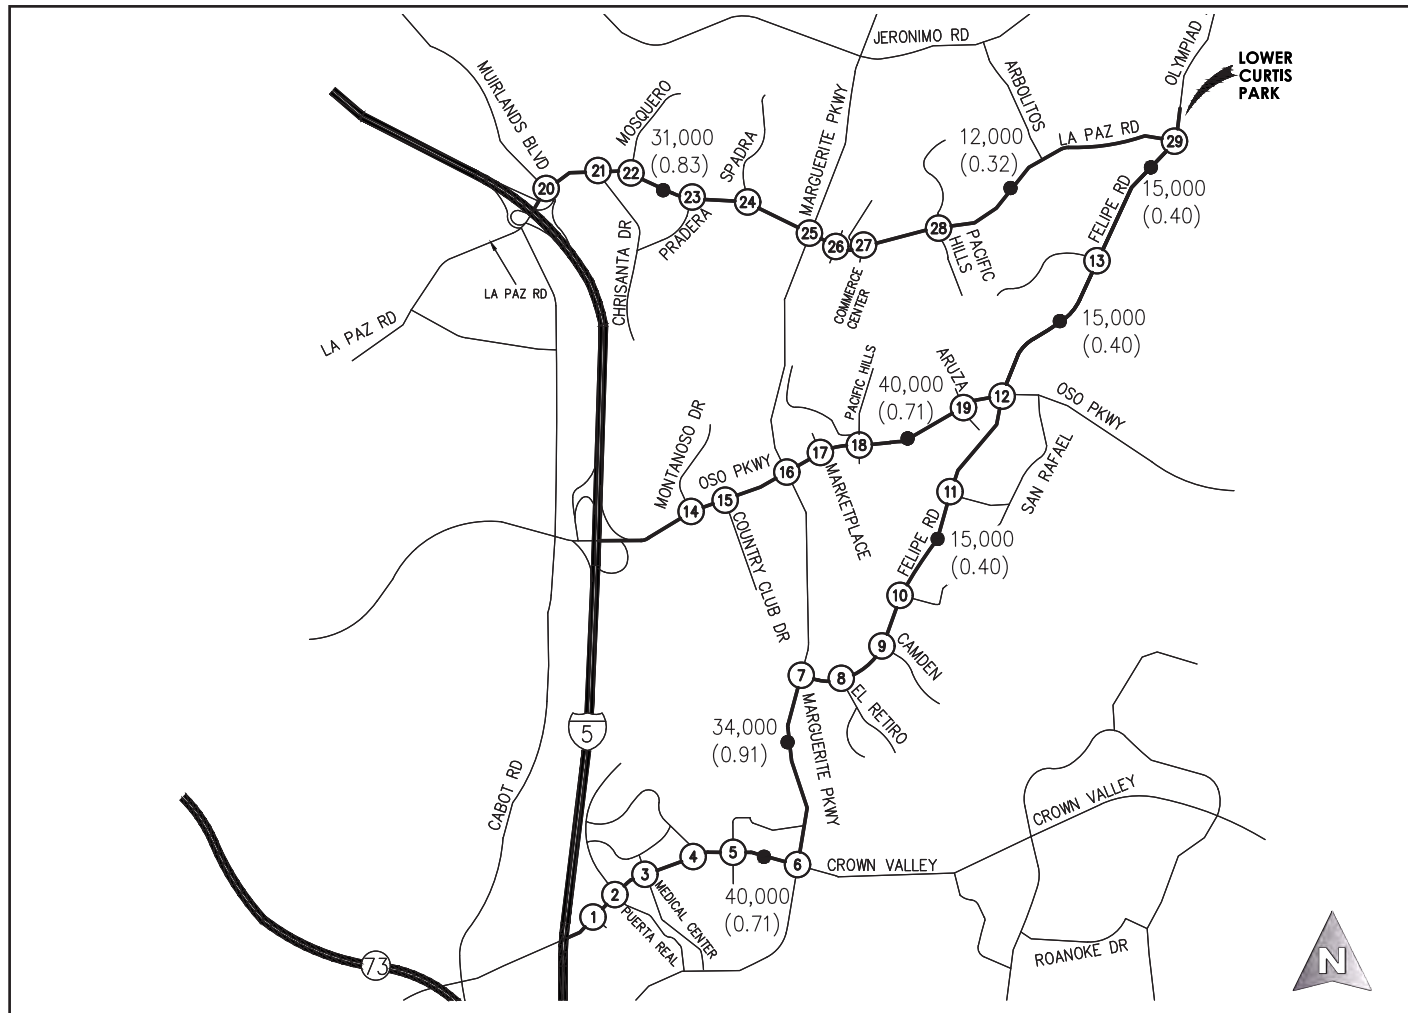 JERONIMO RD
OLYMPIAD
LOWER
CURTIS
PARK
MUIRLANDS BLVD
MOSQUERO
31,000
(0.83)
SPADRA
MARGUERITE PKWY
ARBOLITOS
12,000
(0.32)
LA PAZ RD
29
15,000
(0.40)
FELIPE RD
20
21
22
23
24
25
26
27
28
13
CHRISANTA DR
PRADERA
COMMERCE
CENTER
PACIFIC
HILLS
LA PAZ RD
LA PAZ RD
15,000
(0.40)
PACIFIC HILLS
40,000
(0.71)
ARUZA
19
12
OSO PKWY
MONTANOSO DR
OSO PKWY
14
15
16
17
18
MARKETPLACE
COUNTRY CLUB DR
11
SAN RAFAEL
FELIPE RD
15,000
(0.40)
10
9
CAMDEN
7
8
EL RETIRO
34,000
(0.91)
MARGUERITE PKWY
5
CABOT RD
CROWN VALLEY
1
2
3
4
5
6
CROWN VALLEY
40,000
(0.71)
MEDICAL CENTER
PUERTA REAL
ROANOKE DR
73
N